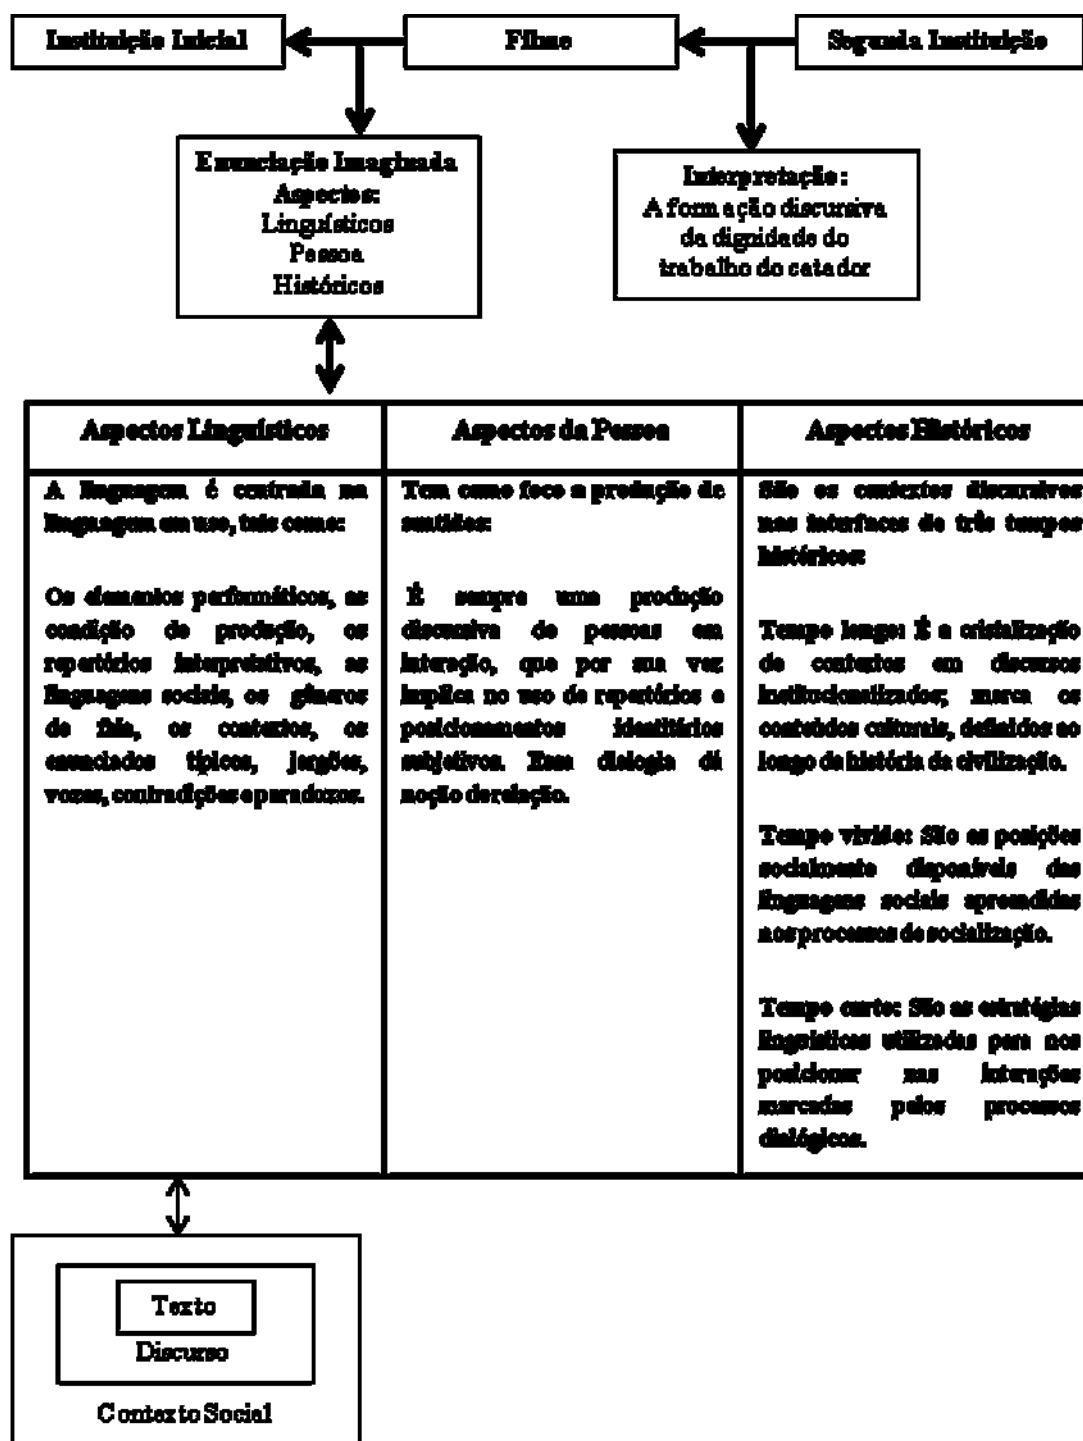 Instituição Inicial
Filme
Segunda Instituição
Enunciação Imaginada
Aspectos:
Linguísticos
Pessoa
Históricos
Interpretação:
A formação discursiva
da dignidade do
trabalho do catador
Aspectos Linguísticos
Aspectos da Pessoa
Aspectos Históricos
A linguagem é centrada na
linguagem em uso, tais como:
Os elementos performáticos, as
condição de produção, os
repertórios interpretativos, as
linguagens sociais, os gêneros
de fala, os contextos, os
enunciados típicos, jargões,
vozes, contradições e paradoxos.
Tem como foco a produção de
sentidos:
É sempre uma produção
discursiva de pessoas em
interação, que por sua vez
implica no uso de repertórios e
posicionamentos identitários
subjetivos. Essa dialogia dá
noção de relação.
São os contextos discursivos
nas interfaces de três tempos
históricos:
Tempo longo: É a cristalização
de contextos em discursos
institucionalizados; marca os
conteúdos culturais, definidos ao
longo da história da civilização.
Tempo vivido: São as posições
socialmente disponíveis das
linguagens sociais apreendidas
nos processos de socialização.
Tempo curto: São as estratégias
linguísticas utilizadas para nos
posicionar nas interações
marcadas pelos processos
dialógicos.
Texto
Discurso
Contexto Social